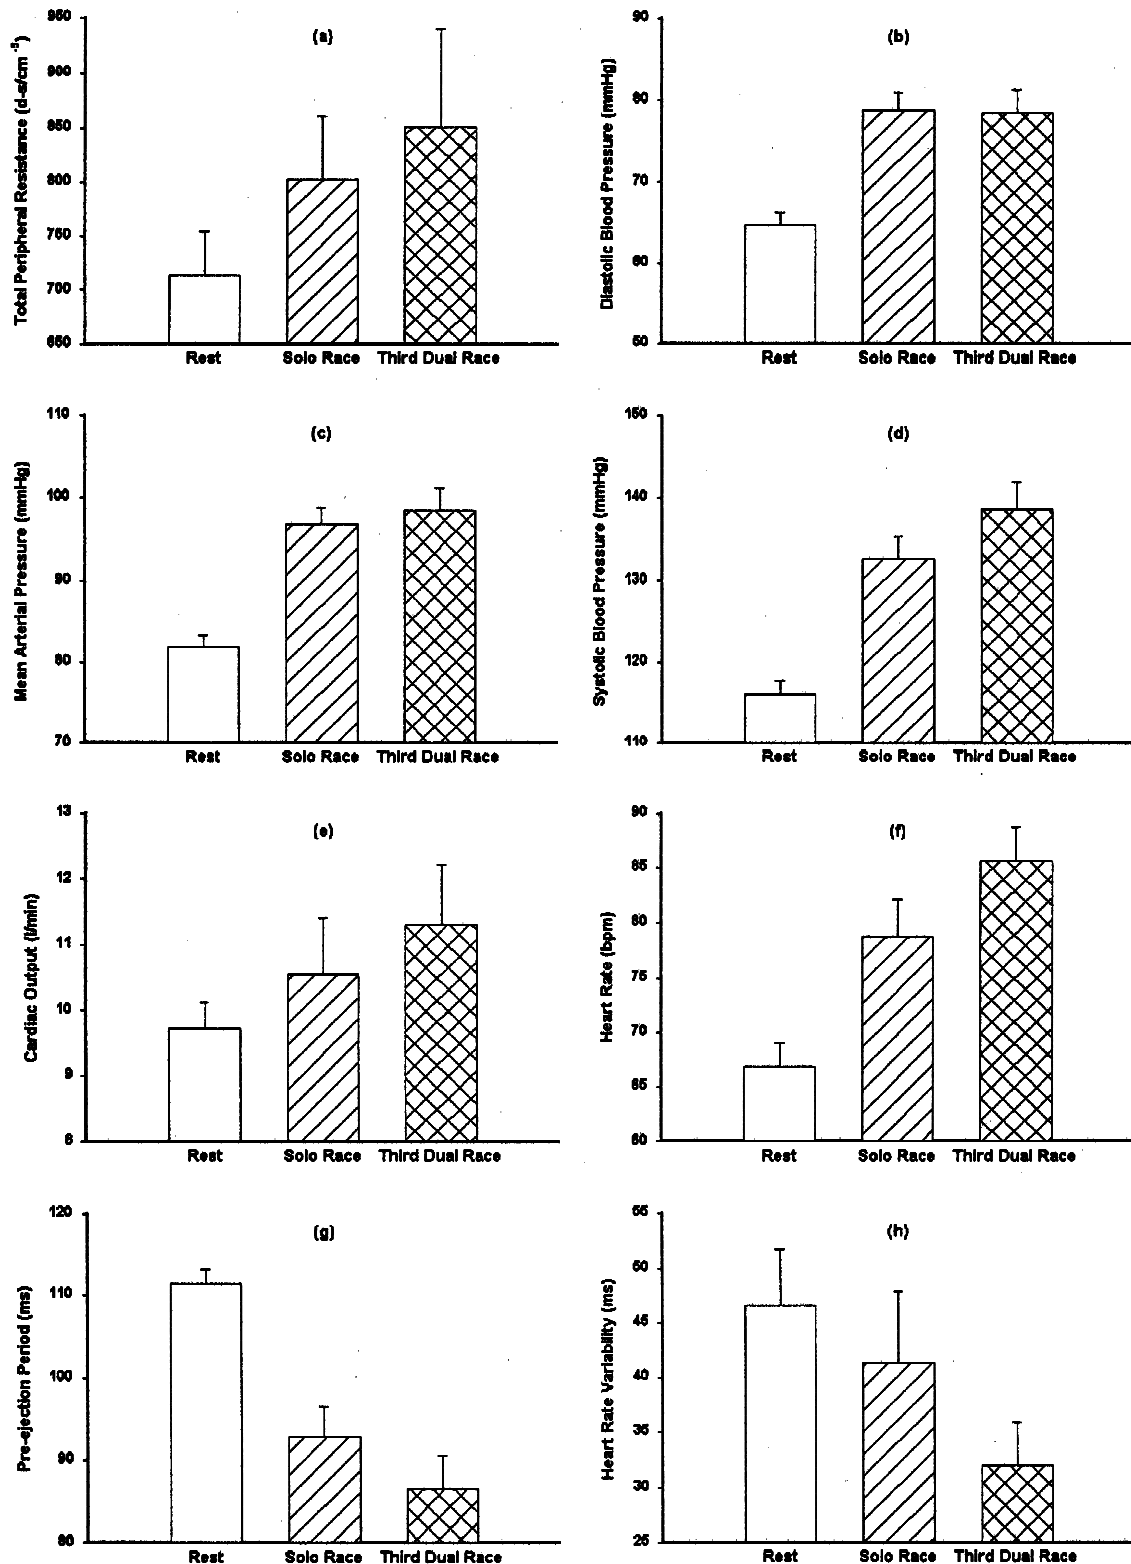 (a)
Total Peripheral Resistance (d-s/cm⁻⁵)
950
900
850
800
750
700
650
Rest Solo Race Third Dual Race
(b)
Diastolic Blood Pressure (mmHg)
90
80
70
60
50
Rest Solo Race Third Dual Race
(c)
Mean Arterial Pressure (mmHg)
110
100
90
80
70
Rest Solo Race Third Dual Race
(d)
Systolic Blood Pressure (mmHg)
150
140
130
120
110
Rest Solo Race Third Dual Race
(e)
Cardiac Output (l/min)
13
12
11
10
9
8
Rest Solo Race Third Dual Race
(f)
Heart Rate (bpm)
90
85
80
75
70
65
60
Rest Solo Race Third Dual Race
(g)
Pre-ejection Period (ms)
120
110
100
90
80
Rest Solo Race Third Dual Race
(h)
Heart Rate Variability (ms)
55
50
45
40
35
30
25
Rest Solo Race Third Dual Race